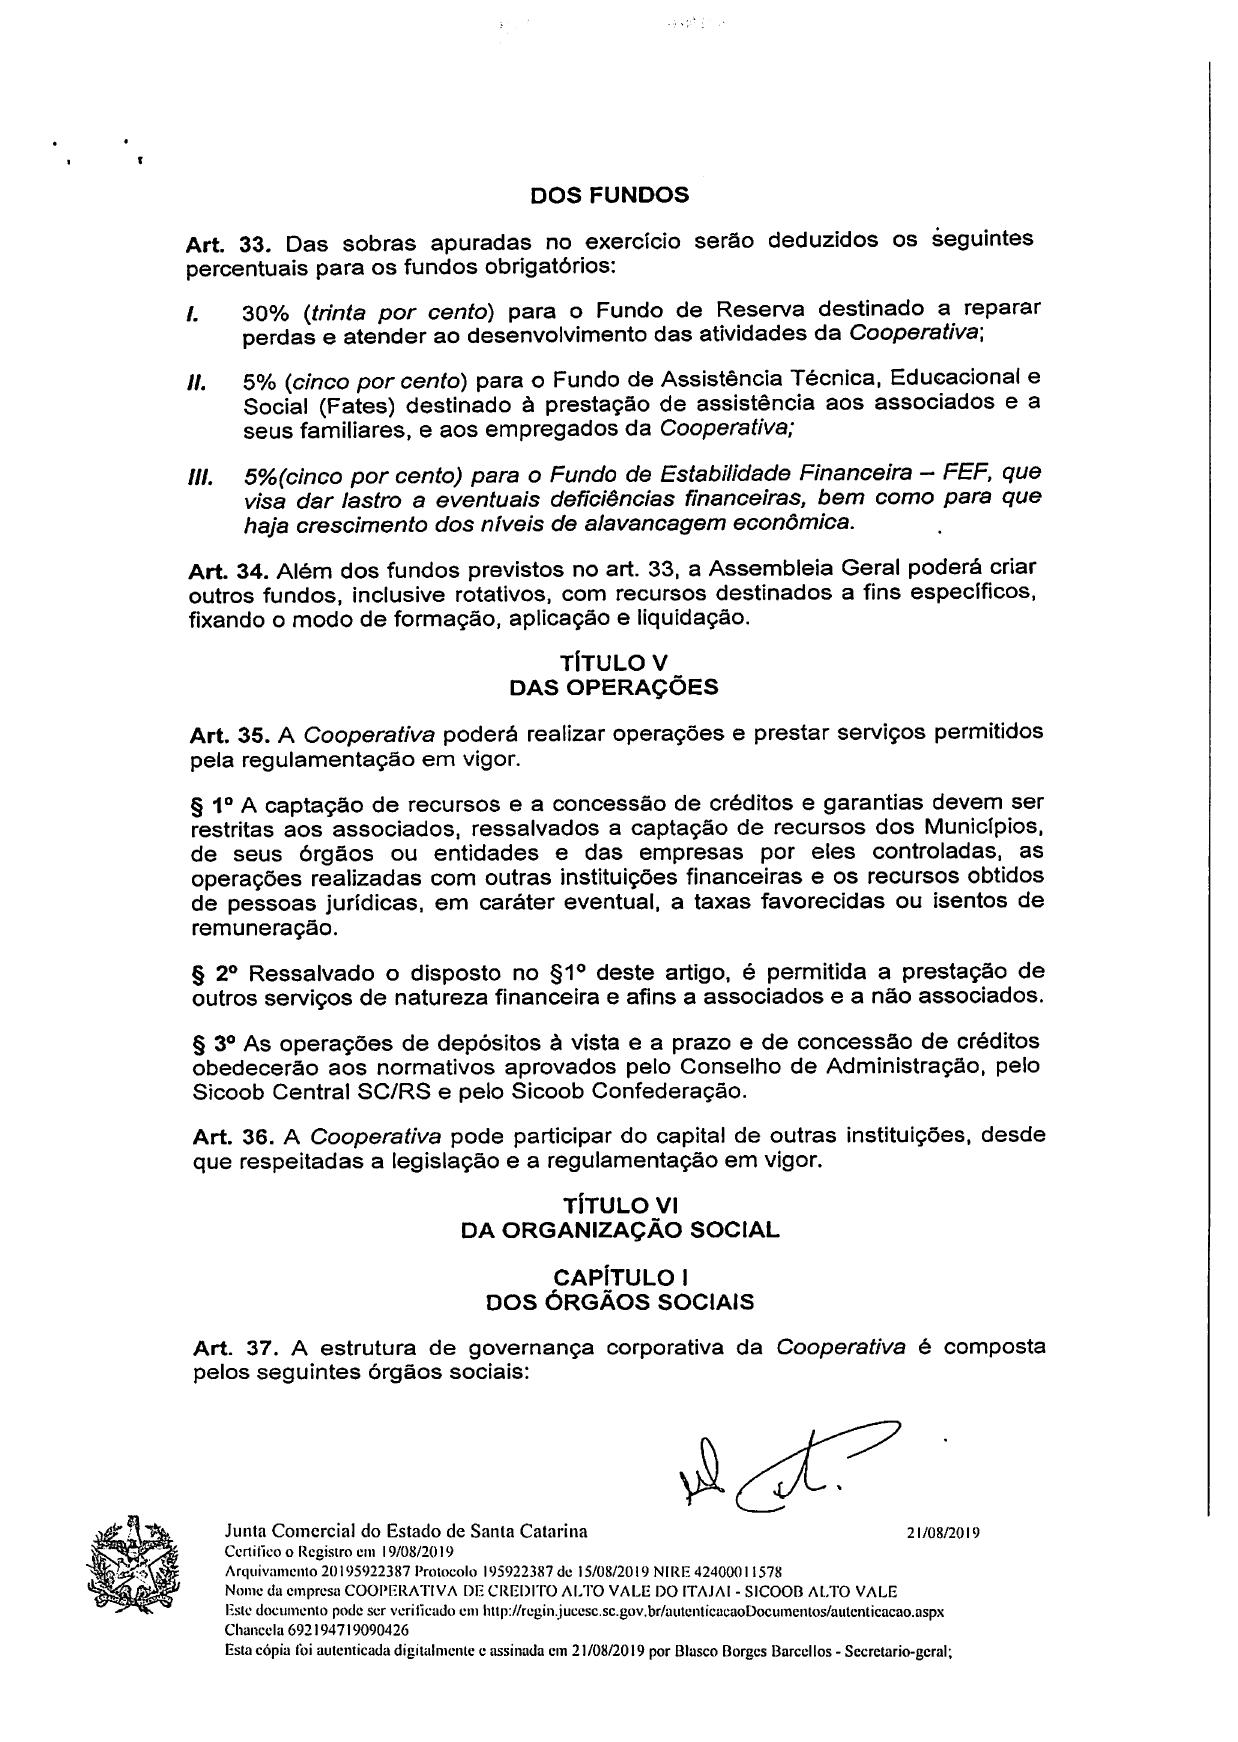 DOS FUNDOS
Art. 33. Das sobras apuradas no exercício serão deduzidos os seguintes
percentuais para os fundos obrigatórios:
I. 30% (trinta por cento) para o Fundo de Reserva destinado a reparar
perdas e atender ao desenvolvimento das atividades da Cooperativa;
II. 5% (cinco por cento) para o Fundo de Assistência Técnica, Educacional e
Social (Fates) destinado à prestação de assistência aos associados e a
seus familiares, e aos empregados da Cooperativa;
III. 5%(cinco por cento) para o Fundo de Estabilidade Financeira – FEF, que
visa dar lastro a eventuais deficiências financeiras, bem como para que
haja crescimento dos níveis de alavancagem econômica.
Art. 34. Além dos fundos previstos no art. 33, a Assembleia Geral poderá criar
outros fundos, inclusive rotativos, com recursos destinados a fins específicos,
fixando o modo de formação, aplicação e liquidação.
TÍTULO V
DAS OPERAÇÕES
Art. 35. A Cooperativa poderá realizar operações e prestar serviços permitidos
pela regulamentação em vigor.
§ 1º A captação de recursos e a concessão de créditos e garantias devem ser
restritas aos associados, ressalvados a captação de recursos dos Municípios,
de seus órgãos ou entidades e das empresas por eles controladas, as
operações realizadas com outras instituições financeiras e os recursos obtidos
de pessoas jurídicas, em caráter eventual, a taxas favorecidas ou isentos de
remuneração.
§ 2º Ressalvado o disposto no §1º deste artigo, é permitida a prestação de
outros serviços de natureza financeira e afins a associados e a não associados.
§ 3º As operações de depósitos à vista e a prazo e de concessão de créditos
obedecerão aos normativos aprovados pelo Conselho de Administração, pelo
Sicoob Central SC/RS e pelo Sicoob Confederação.
Art. 36. A Cooperativa pode participar do capital de outras instituições, desde
que respeitadas a legislação e a regulamentação em vigor.
TÍTULO VI
DA ORGANIZAÇÃO SOCIAL
CAPÍTULO I
DOS ÓRGÃOS SOCIAIS
Art. 37. A estrutura de governança corporativa da Cooperativa é composta
pelos seguintes órgãos sociais:
Junta Comercial do Estado de Santa Catarina 21/08/2019
Certifico o Registro em 19/08/2019
Arquivamento 20195922387 Protocolo 195922387 de 15/08/2019 NIRE 42400011578
Nome da empresa COOPERATIVA DE CREDITO ALTO VALE DO ITAJAI - SICOOB ALTO VALE
Este documento pode ser verificado em http://regin.jucesc.sc.gov.br/autenticacaoDocumentos/autenticacao.aspx
Chancela 692194719090426
Esta cópia foi autenticada digitalmente e assinada em 21/08/2019 por Blasco Borges Barcellos - Secretario-geral;